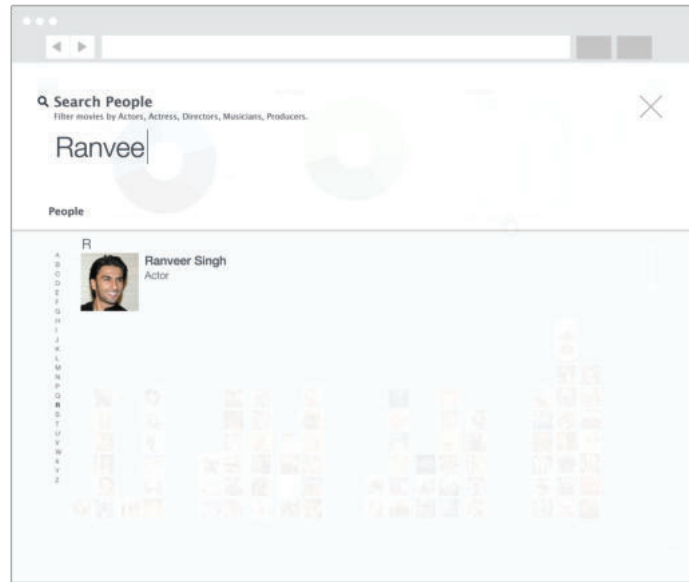 Search People
Filter movies by Actors, Actress, Directors, Musicians, Producers.
Ranvee
People
R
Ranveer Singh
Actor
A
B
C
D
E
F
G
H
I
J
K
L
M
N
P
Q
R
S
T
U
V
W
Y
Z